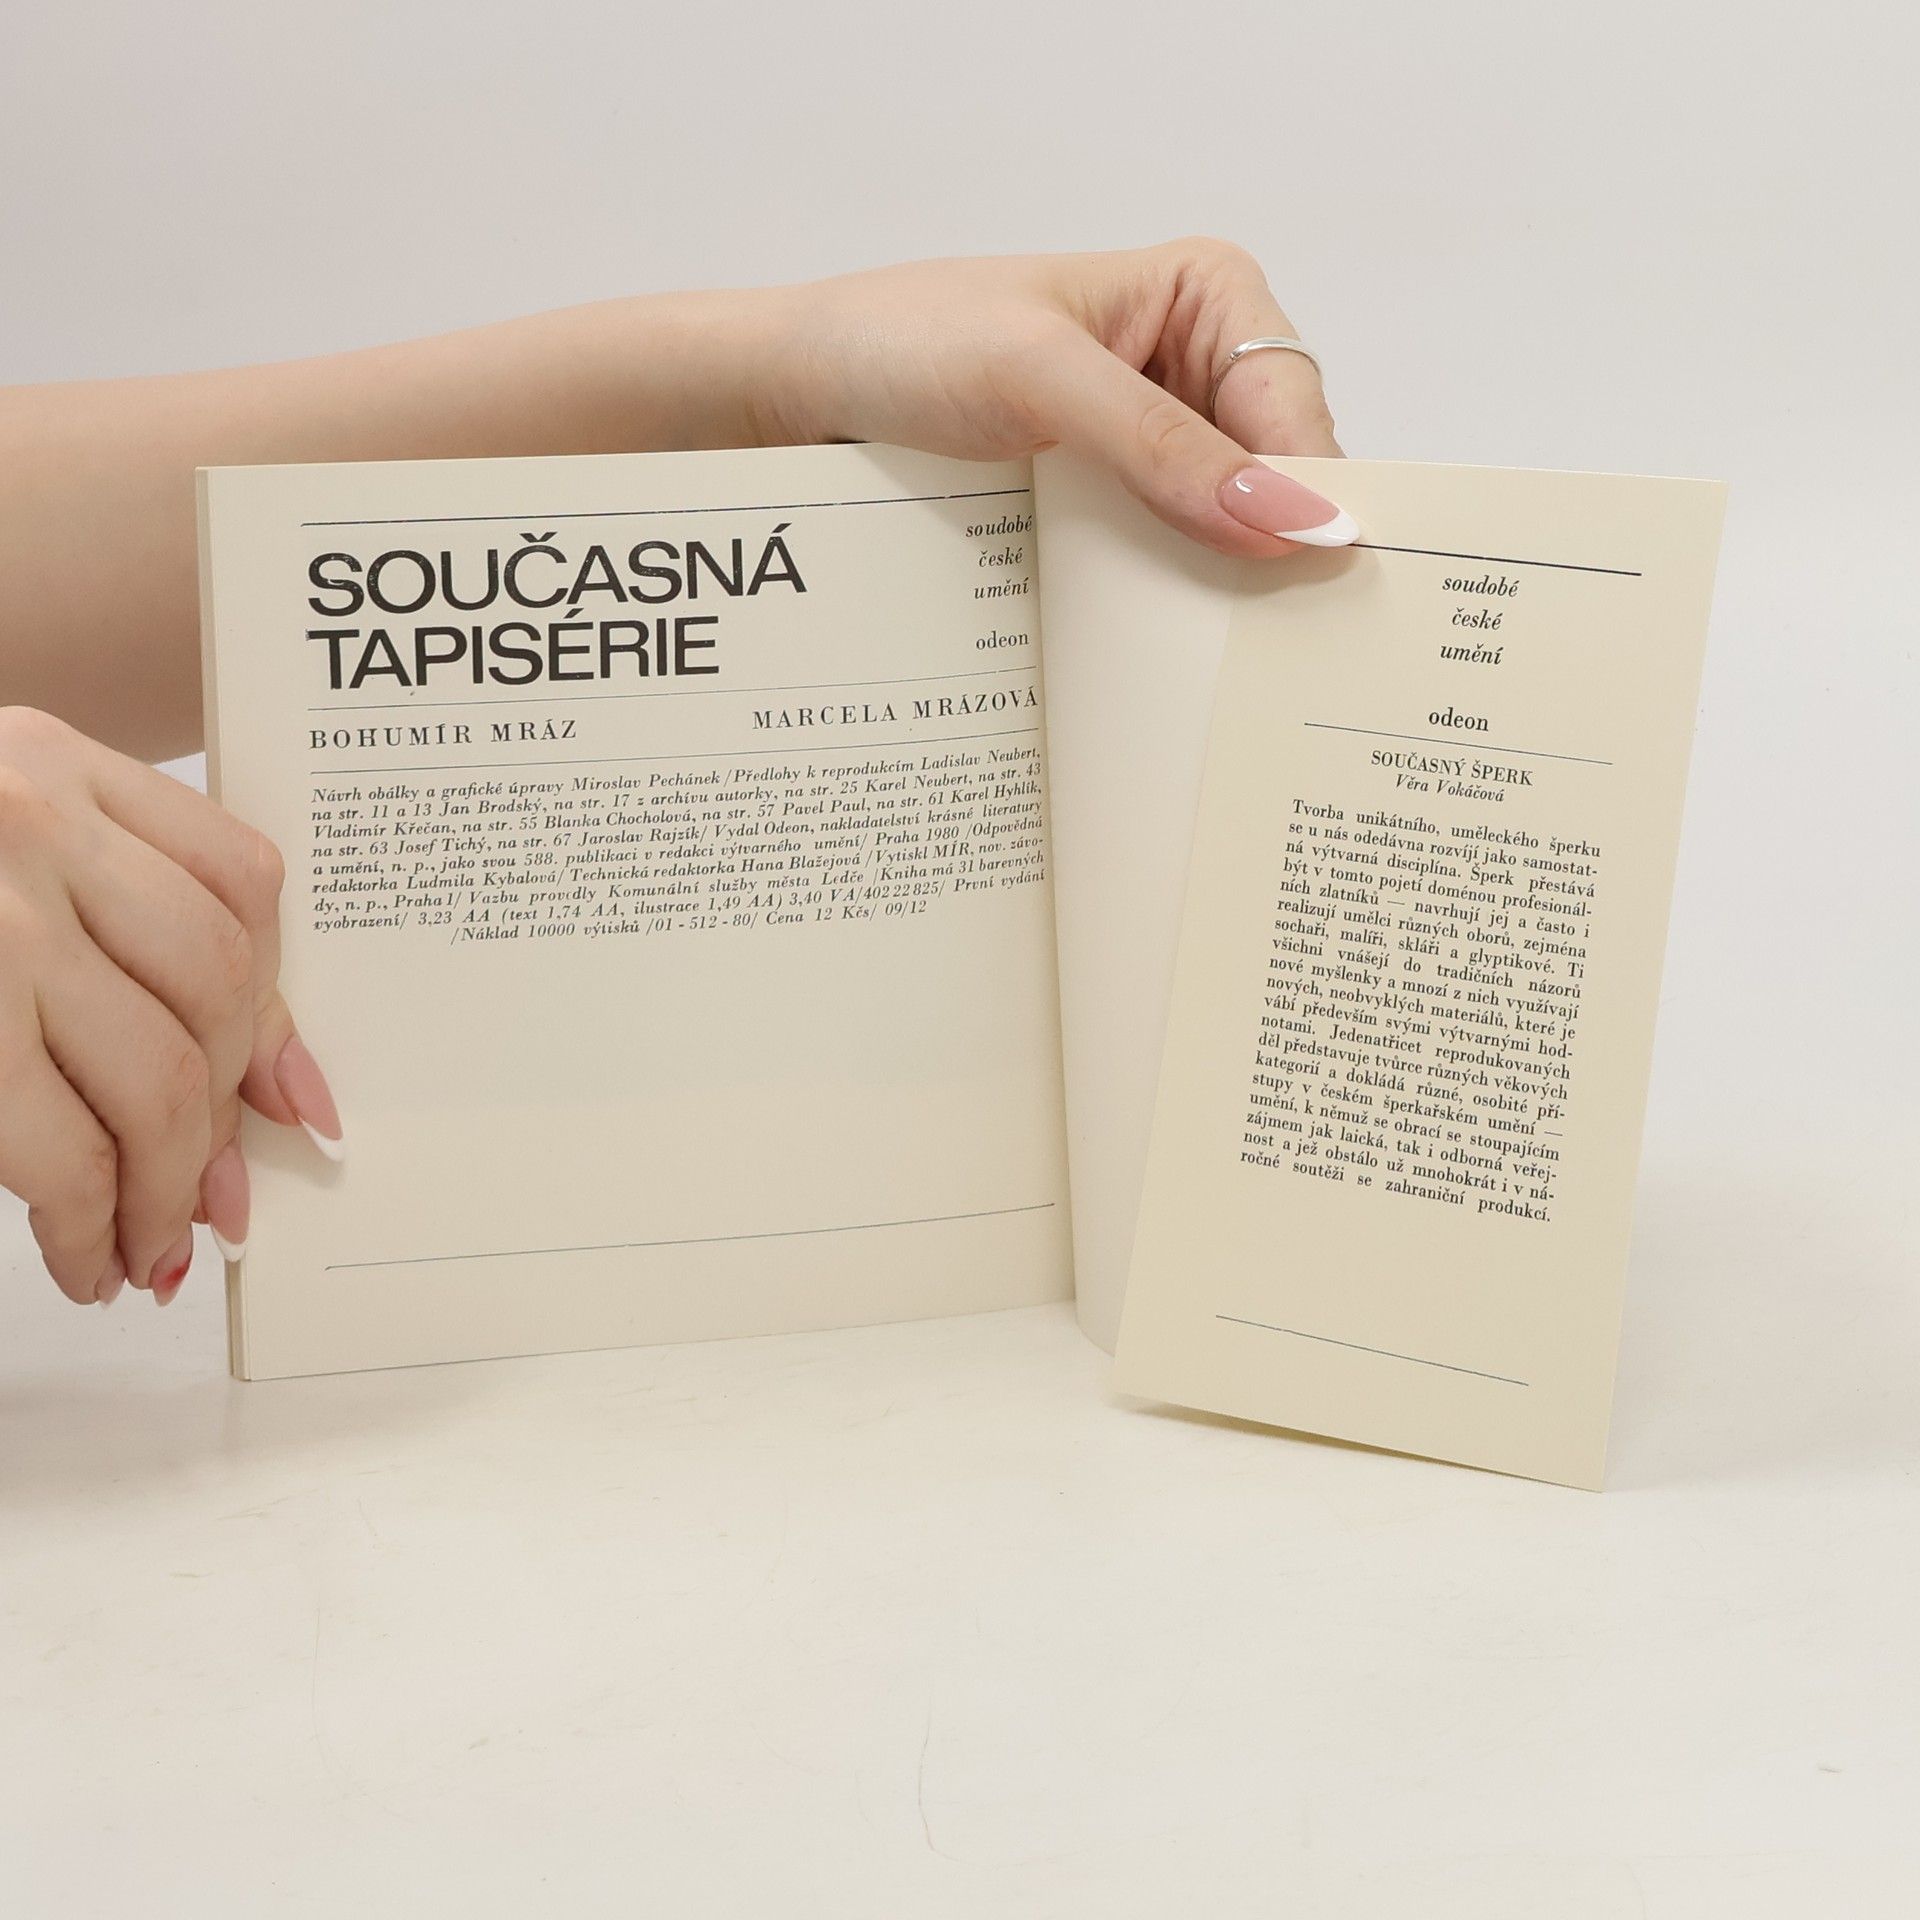 SOUČASNÁ
TAPISÉRIE
soudobé
české
umění
odeon
BOHUMÍR MRÁZ MARCELA MRÁZOVÁ
Návrh obálky a grafické úpravy Miroslav Pechánek /Předlohy k reprodukcím Ladislav Neubert,
na str. 11 a 13 Jan Brodský, na str. 17 z archívu autorky, na str. 25 Karel Neubert, na str. 43
Vladimír Křečan, na str. 55 Blanka Chocholová, na str. 57 Pavel Paul, na str. 61 Karel Hyhlík,
na str. 63 Josef Tichý, na str. 67 Jaroslav Rajzík/ Vydal Odeon, nakladatelství krásné literatury
a umění, n. p., jako svou 588. publikaci v redakci výtvarného umění/ Praha 1980 /Odpovědná
redaktorka Ludmila Kybalová/ Technická redaktorka Hana Blažejová /Vytiskl MÍR, nov. závo-
dy, n. p., Praha 1/ Vazbu provedly Komunální služby města Ledče /Kniha má 31 barevných
vyobrazení/ 3,23 AA (text 1,74 AA, ilustrace 1,49 AA) 3,40 VA/402 22 825/ První vydání
/Náklad 10000 výtisků /01 - 512 - 80/ Cena 12 Kčs/ 09/12
soudobé
české
umění
odeon
SOUČASNÝ ŠPERK
Věra Vokáčová
Tvorba unikátního, uměleckého šperku
se u nás odedávna rozvíjí jako samostat-
ná výtvarná disciplína. Šperk přestává
být v tomto pojetí doménou profesionál-
ních zlatníků — navrhují jej a často i
realizují umělci různých oborů, zejména
sochaři, malíři, skláři a glyptikové. Ti
všichni vnášejí do tradičních názorů
nové myšlenky a mnozí z nich využívají
nových, neobvyklých materiálů, které je
vábí především svými výtvarnými hod-
notami. Jedenatřicet reprodukovaných
děl představuje tvůrce různých věkových
kategorií a dokládá různé, osobité pří-
stupy v českém šperkařském umění —
umění, k němuž se obrací se stoupajícím
zájmem jak laická, tak i odborná veřej-
nost a jež obstálo už mnohokrát i v ná-
ročné soutěži se zahraniční produkcí.